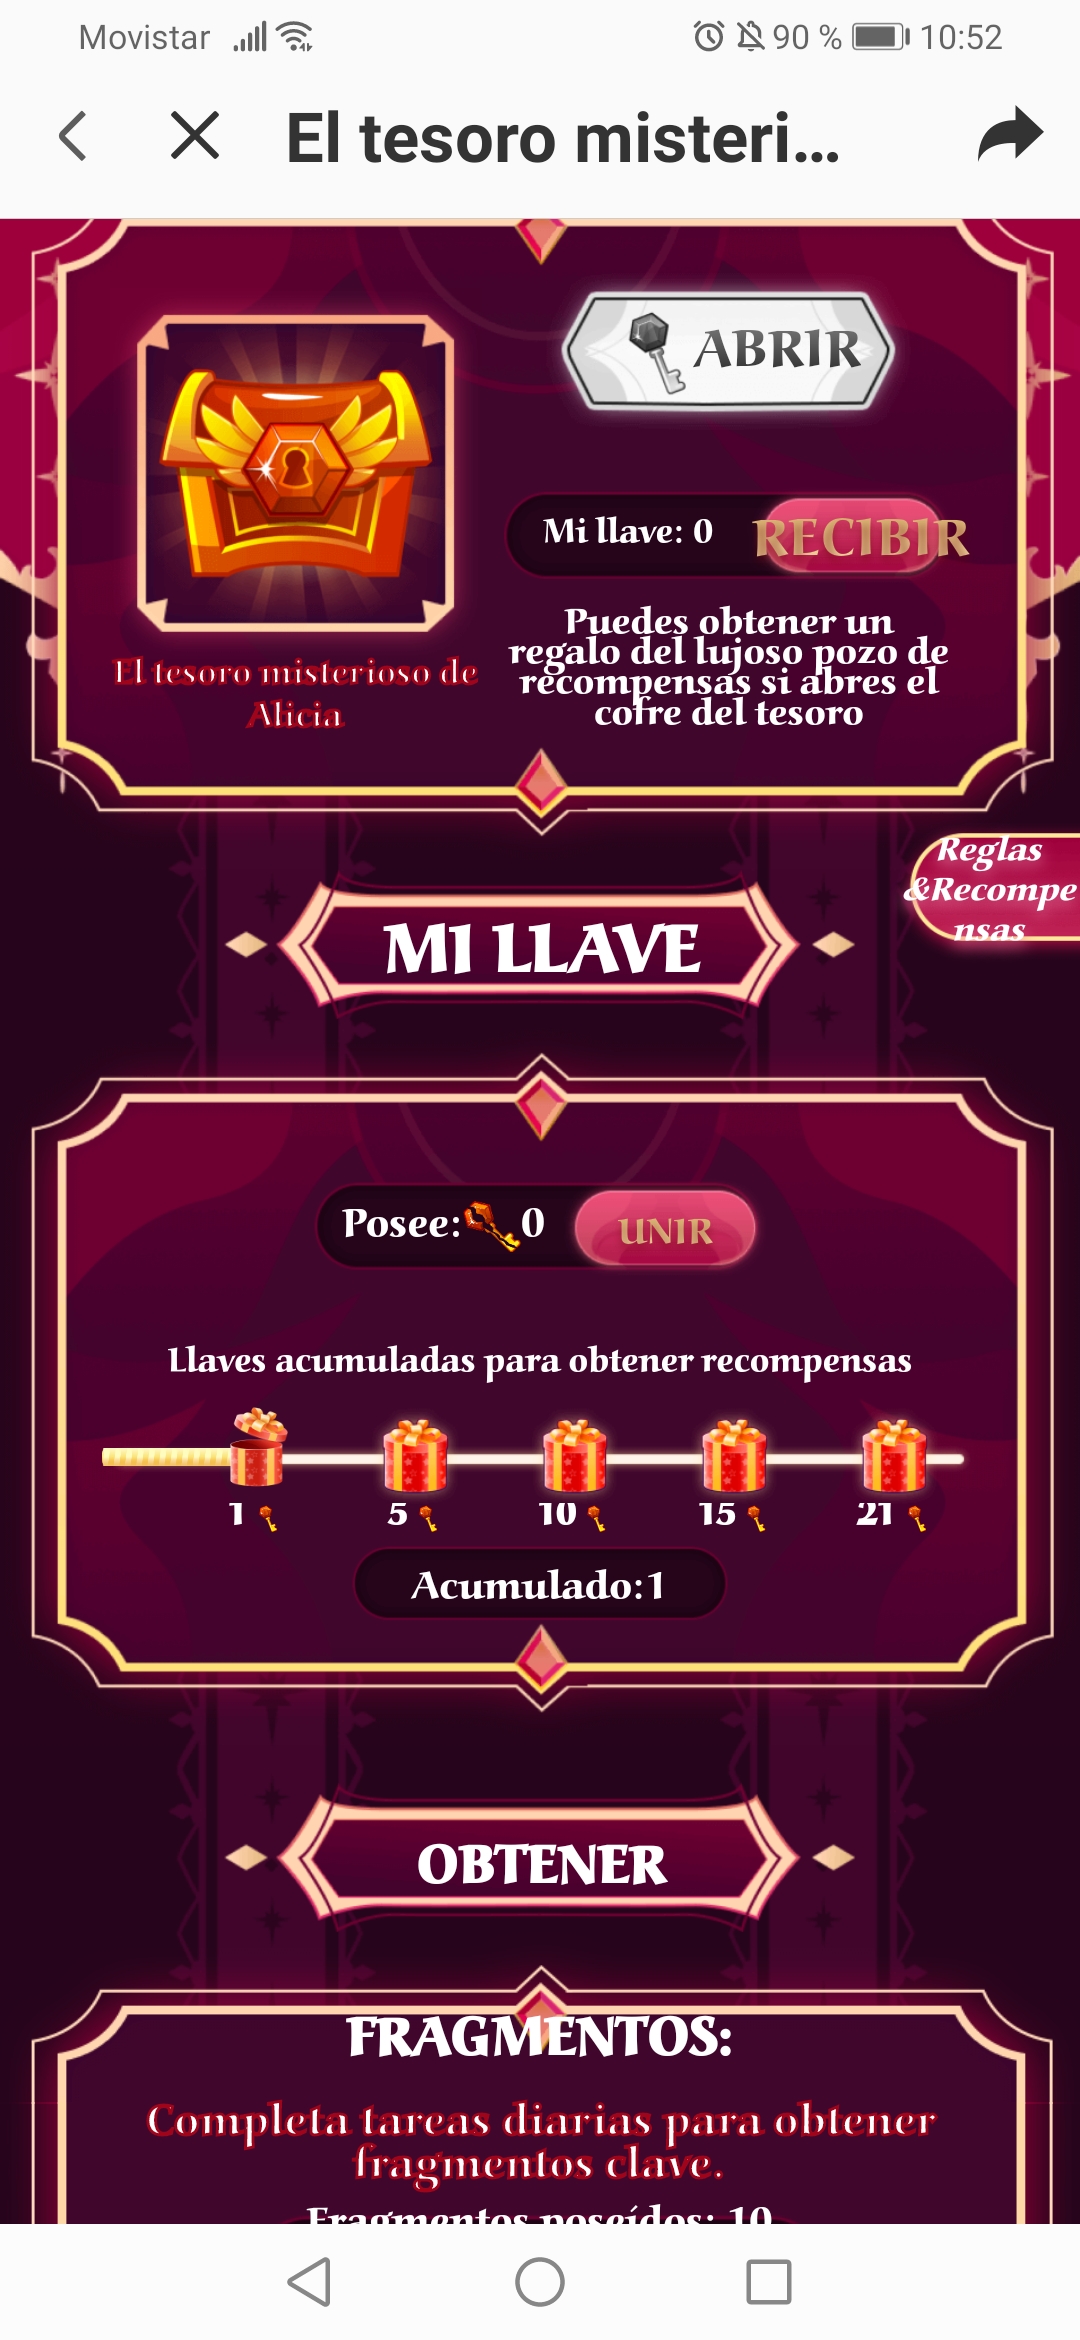 Movistar 90 % 10:52
El tesoro misteri...
ABRIR
Mi llave: 0 RECIBIR
Puedes obtener un
regalo del lujoso pozo de
recompensas si abres el
cofre del tesoro
El tesoro misterioso de
Alicia
Reglas
&Recompe
nsas
MI LLAVE
Posee: 0 UNIR
Llaves acumuladas para obtener recompensas
1 5 10 15 21
Acumulado:1
OBTENER
FRAGMENTOS:
Completa tareas diarias para obtener
fragmentos clave.
Fragmentos poseídos: 10